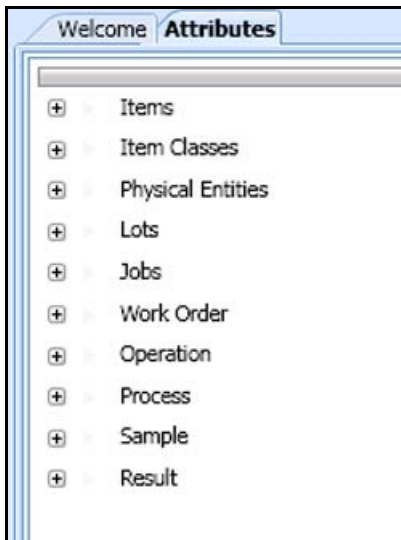 Welcome Attributes
Items
Item Classes
Physical Entities
Lots
Jobs
Work Order
Operation
Process
Sample
Result